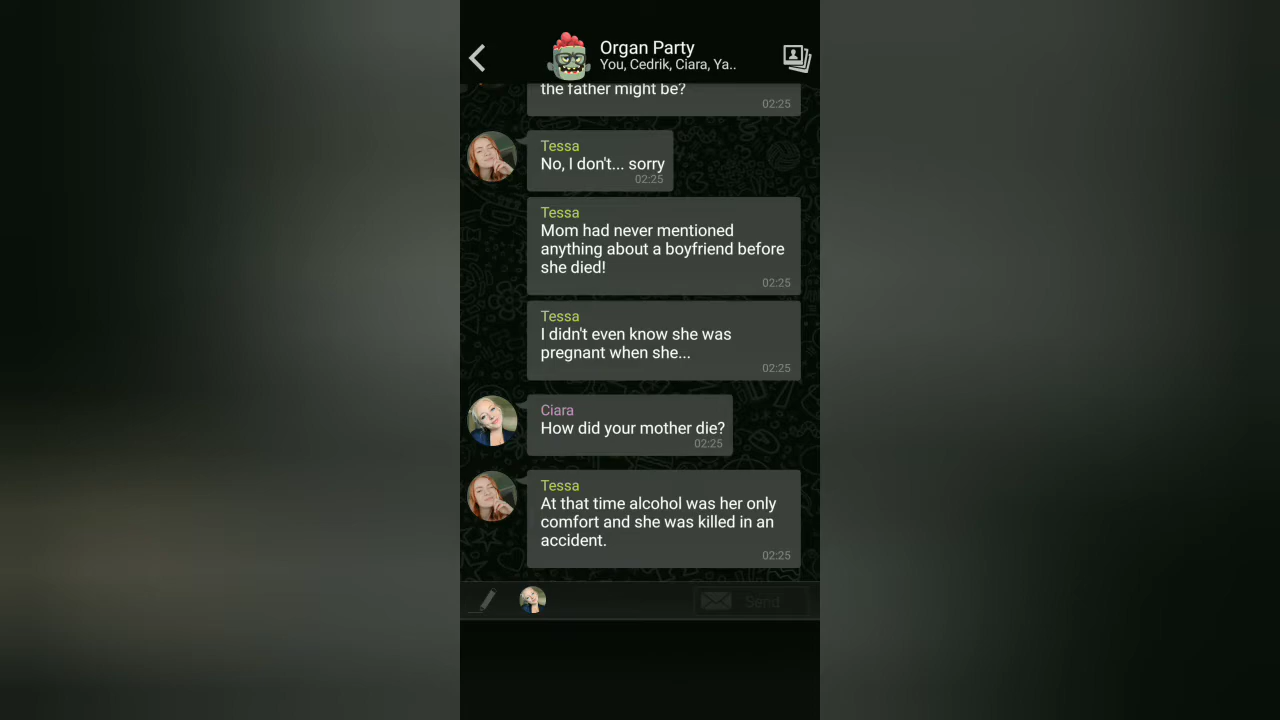 Organ Party
You, Cedrik, Ciara, Ya..
the father might be?
02:25
Tessa
No, I don't... sorry
02:25
Tessa
Mom had never mentioned
anything about a boyfriend before
she died!
02:25
Tessa
I didn't even know she was
pregnant when she...
02:25
Ciara
How did your mother die?
02:25
Tessa
At that time alcohol was her only
comfort and she was killed in an
accident.
02:25
Send